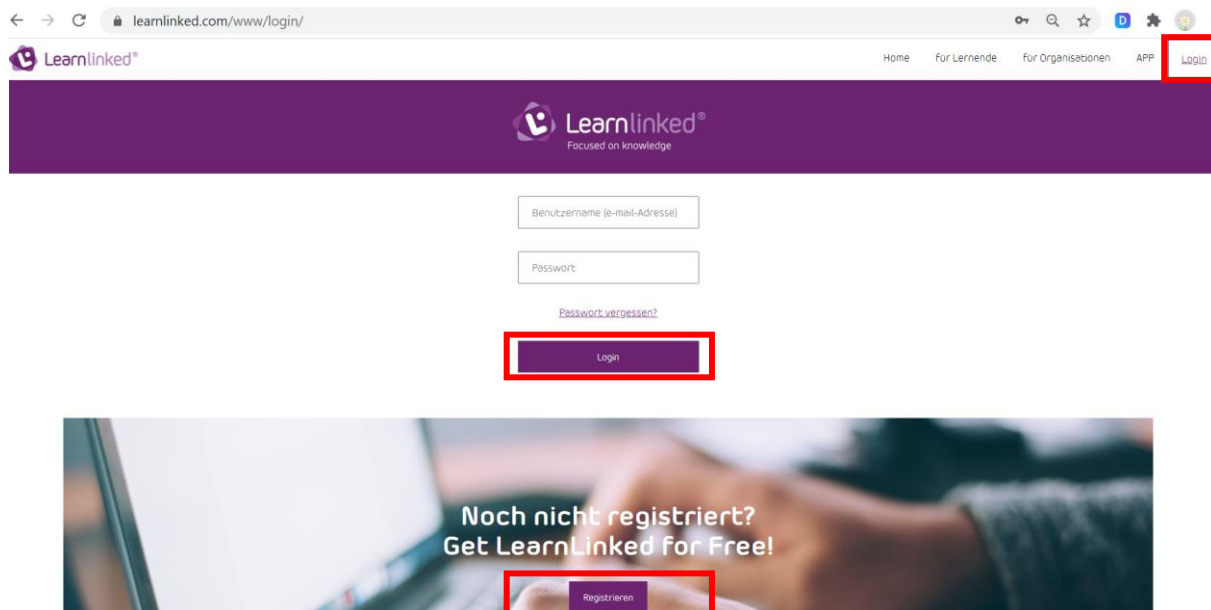 learnlinked.com/www/login/
Learnlinked®
Home für Lernende für Organisationen APP Login
Learnlinked®
Focused on knowledge
Benutzername (e-mail-Adresse)
Passwort
Passwort vergessen?
Login
Noch nicht registriert?
Get LearnLinked for Free!
Registrieren